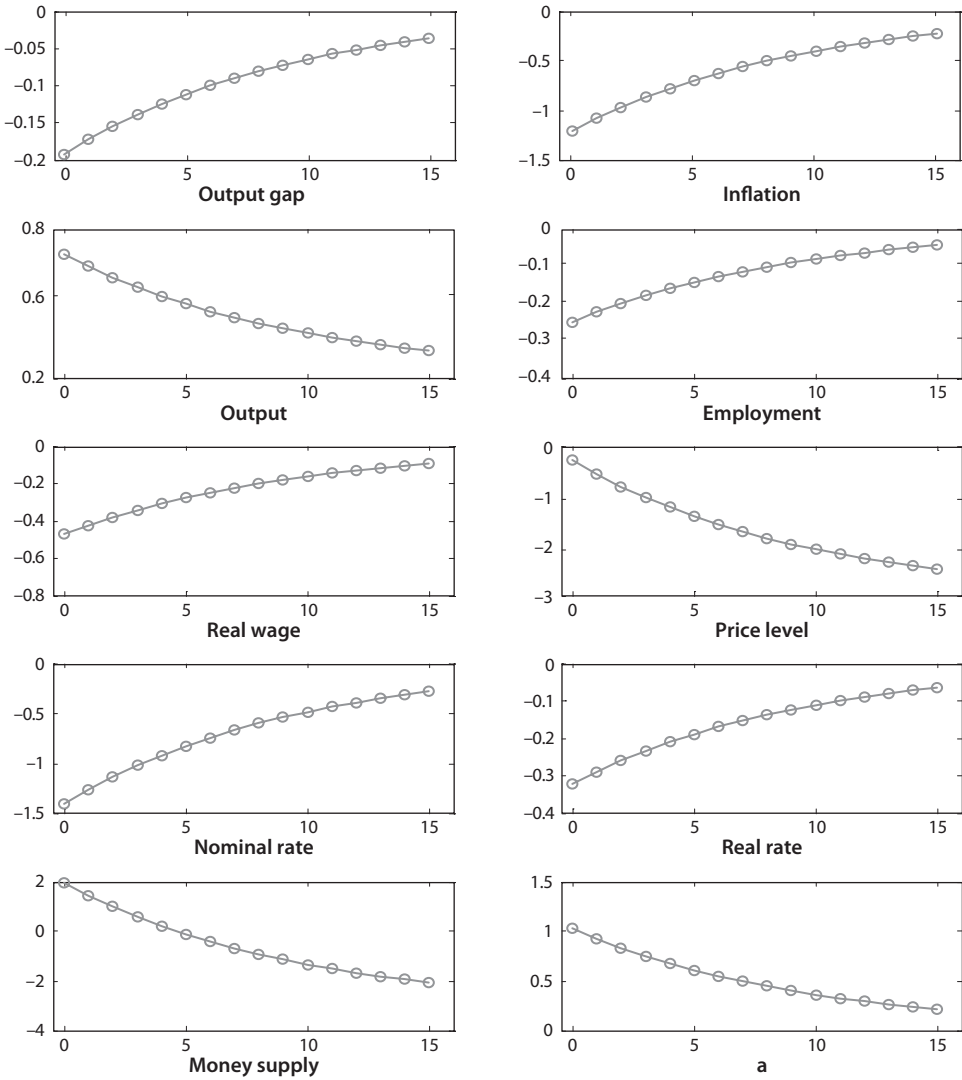 0
−0.05
−0.1
−0.15
−0.2
0 5 10 15
Output gap
0
−0.5
−1
−1.5
0 5 10 15
Inflation
0.8
0.6
0.2
0 5 10 15
Output
0
−0.1
−0.2
−0.3
−0.4
0 5 10 15
Employment
0
−0.2
−0.4
−0.6
−0.8
0 5 10 15
Real wage
0
−1
−2
−3
0 5 10 15
Price level
0
−0.5
−1
−1.5
0 5 10 15
Nominal rate
0
−0.1
−0.2
−0.3
−0.4
0 5 10 15
Real rate
2
0
−2
−4
0 5 10 15
Money supply
1.5
1
0.5
0
0 5 10 15
a